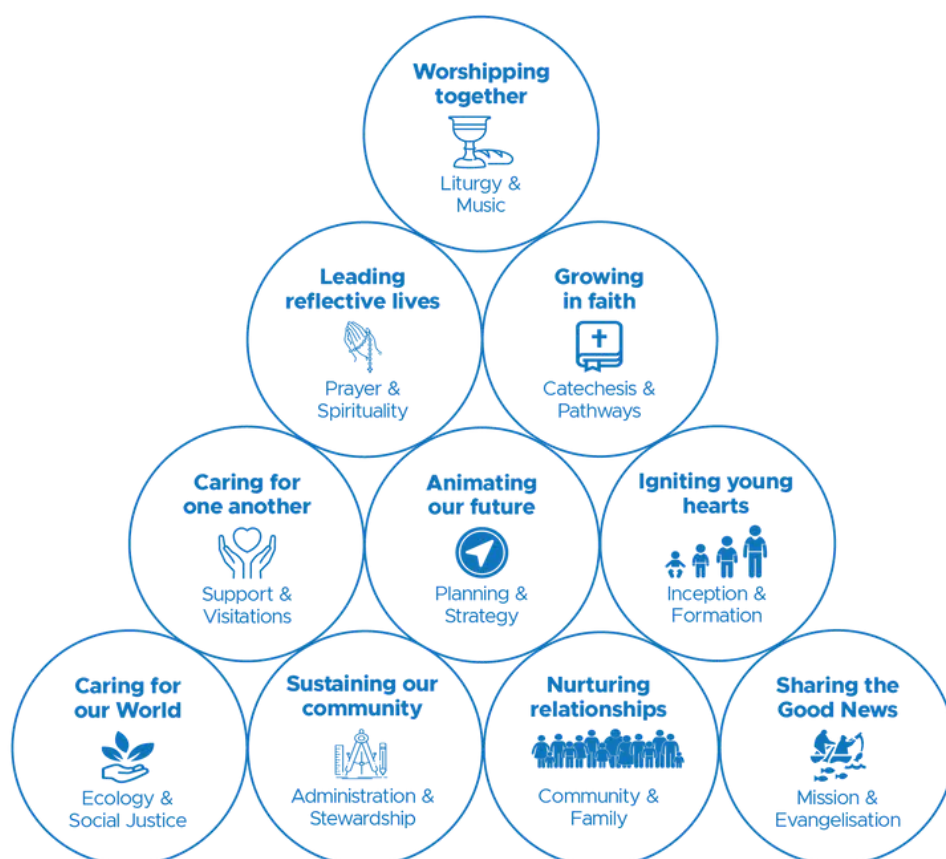 Worshipping
together
Liturgy &
Music
Leading
reflective lives
Prayer &
Spirituality
Growing
in faith
Catechesis &
Pathways
Caring for
one another
Support &
Visitations
Animating
our future
Planning &
Strategy
Igniting young
hearts
Inception &
Formation
Caring for
our World
Ecology &
Social Justice
Sustaining our
community
Administration &
Stewardship
Nurturing
relationships
Community &
Family
Sharing the
Good News
Mission &
Evangelisation